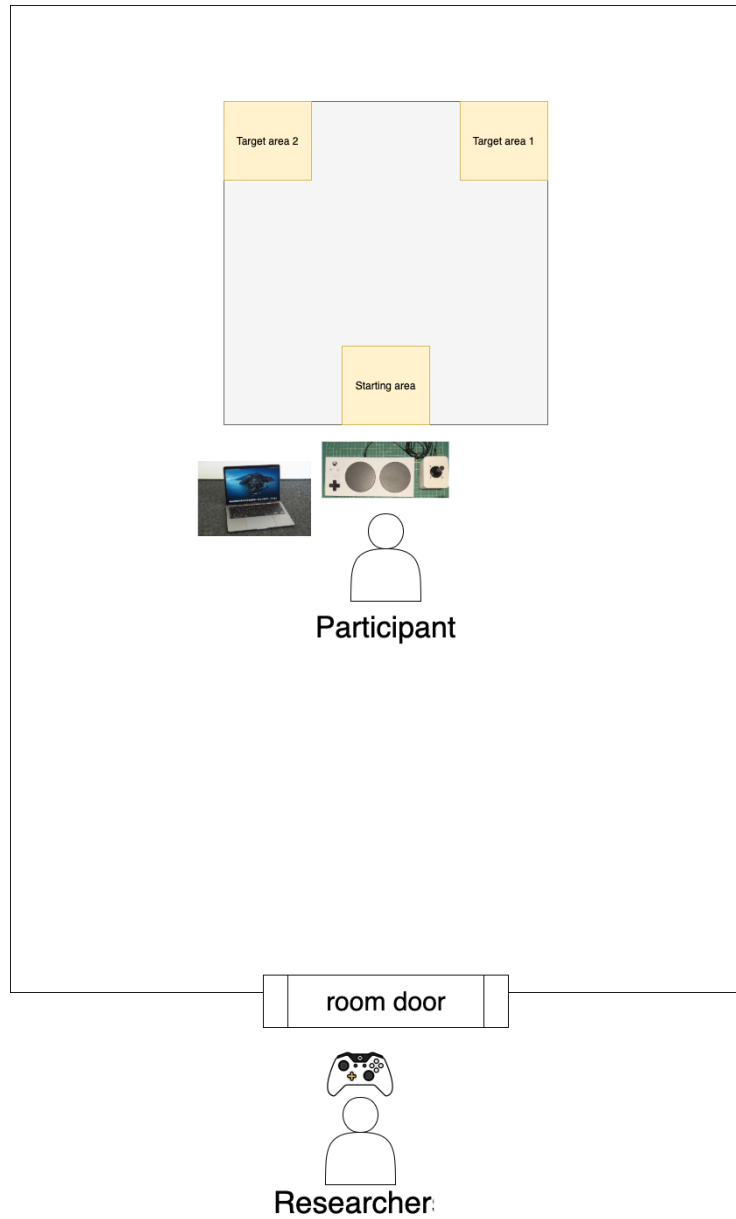 Target area 2
Target area 1
Starting area
Participant
room door
Researcher